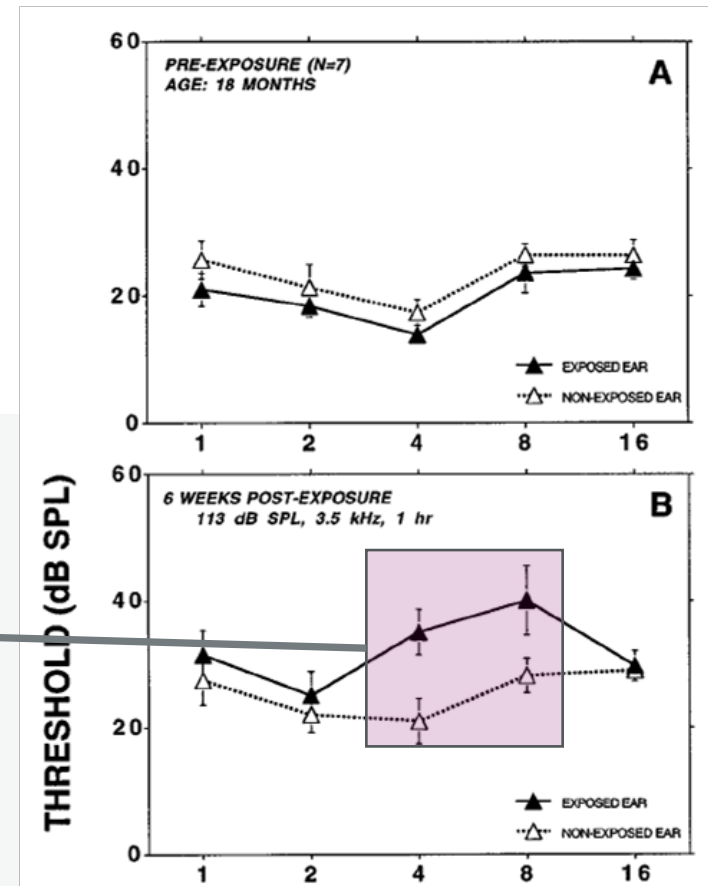 60
PRE-EXPOSURE (N=7)
AGE: 18 MONTHS
A
40
20
EXPOSED EAR
NON-EXPOSED EAR
0
1 2 4 8 16
THRESHOLD (dB SPL)
60
6 WEEKS POST-EXPOSURE
113 dB SPL, 3.5 kHz, 1 hr
B
40
20
EXPOSED EAR
NON-EXPOSED EAR
0
1 2 4 8 16